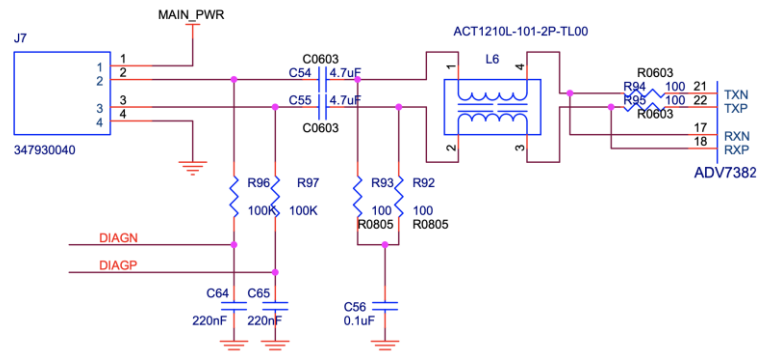 MAIN_PWR
ACT1210L-101-2P-TL00
J7
L6
1
2
3
4
347930040
C0603
C54 4.7uF
C55 4.7uF
C0603
1
4
2
3
R0603
R94 100 21 TXN
R95 100 22 TXP
R0603
17 RXN
18 RXP
ADV7382
R96 R97 R93 R92
100K 100K 100 100
R0805 R0805
DIAGN
DIAGP
C64 C65
220nF 220nF
C56
0.1uF